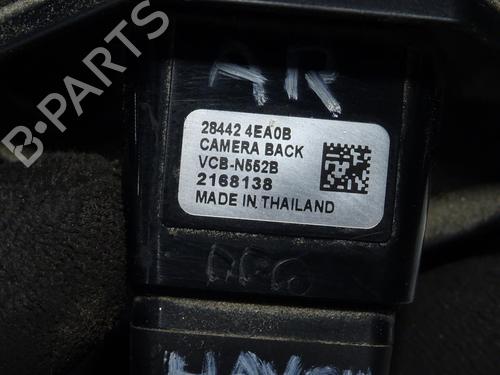 AR
28442 4EA0B
CAMERA BACK
VCB-N552B
2168138
MADE IN THAILAND
B-PARTS